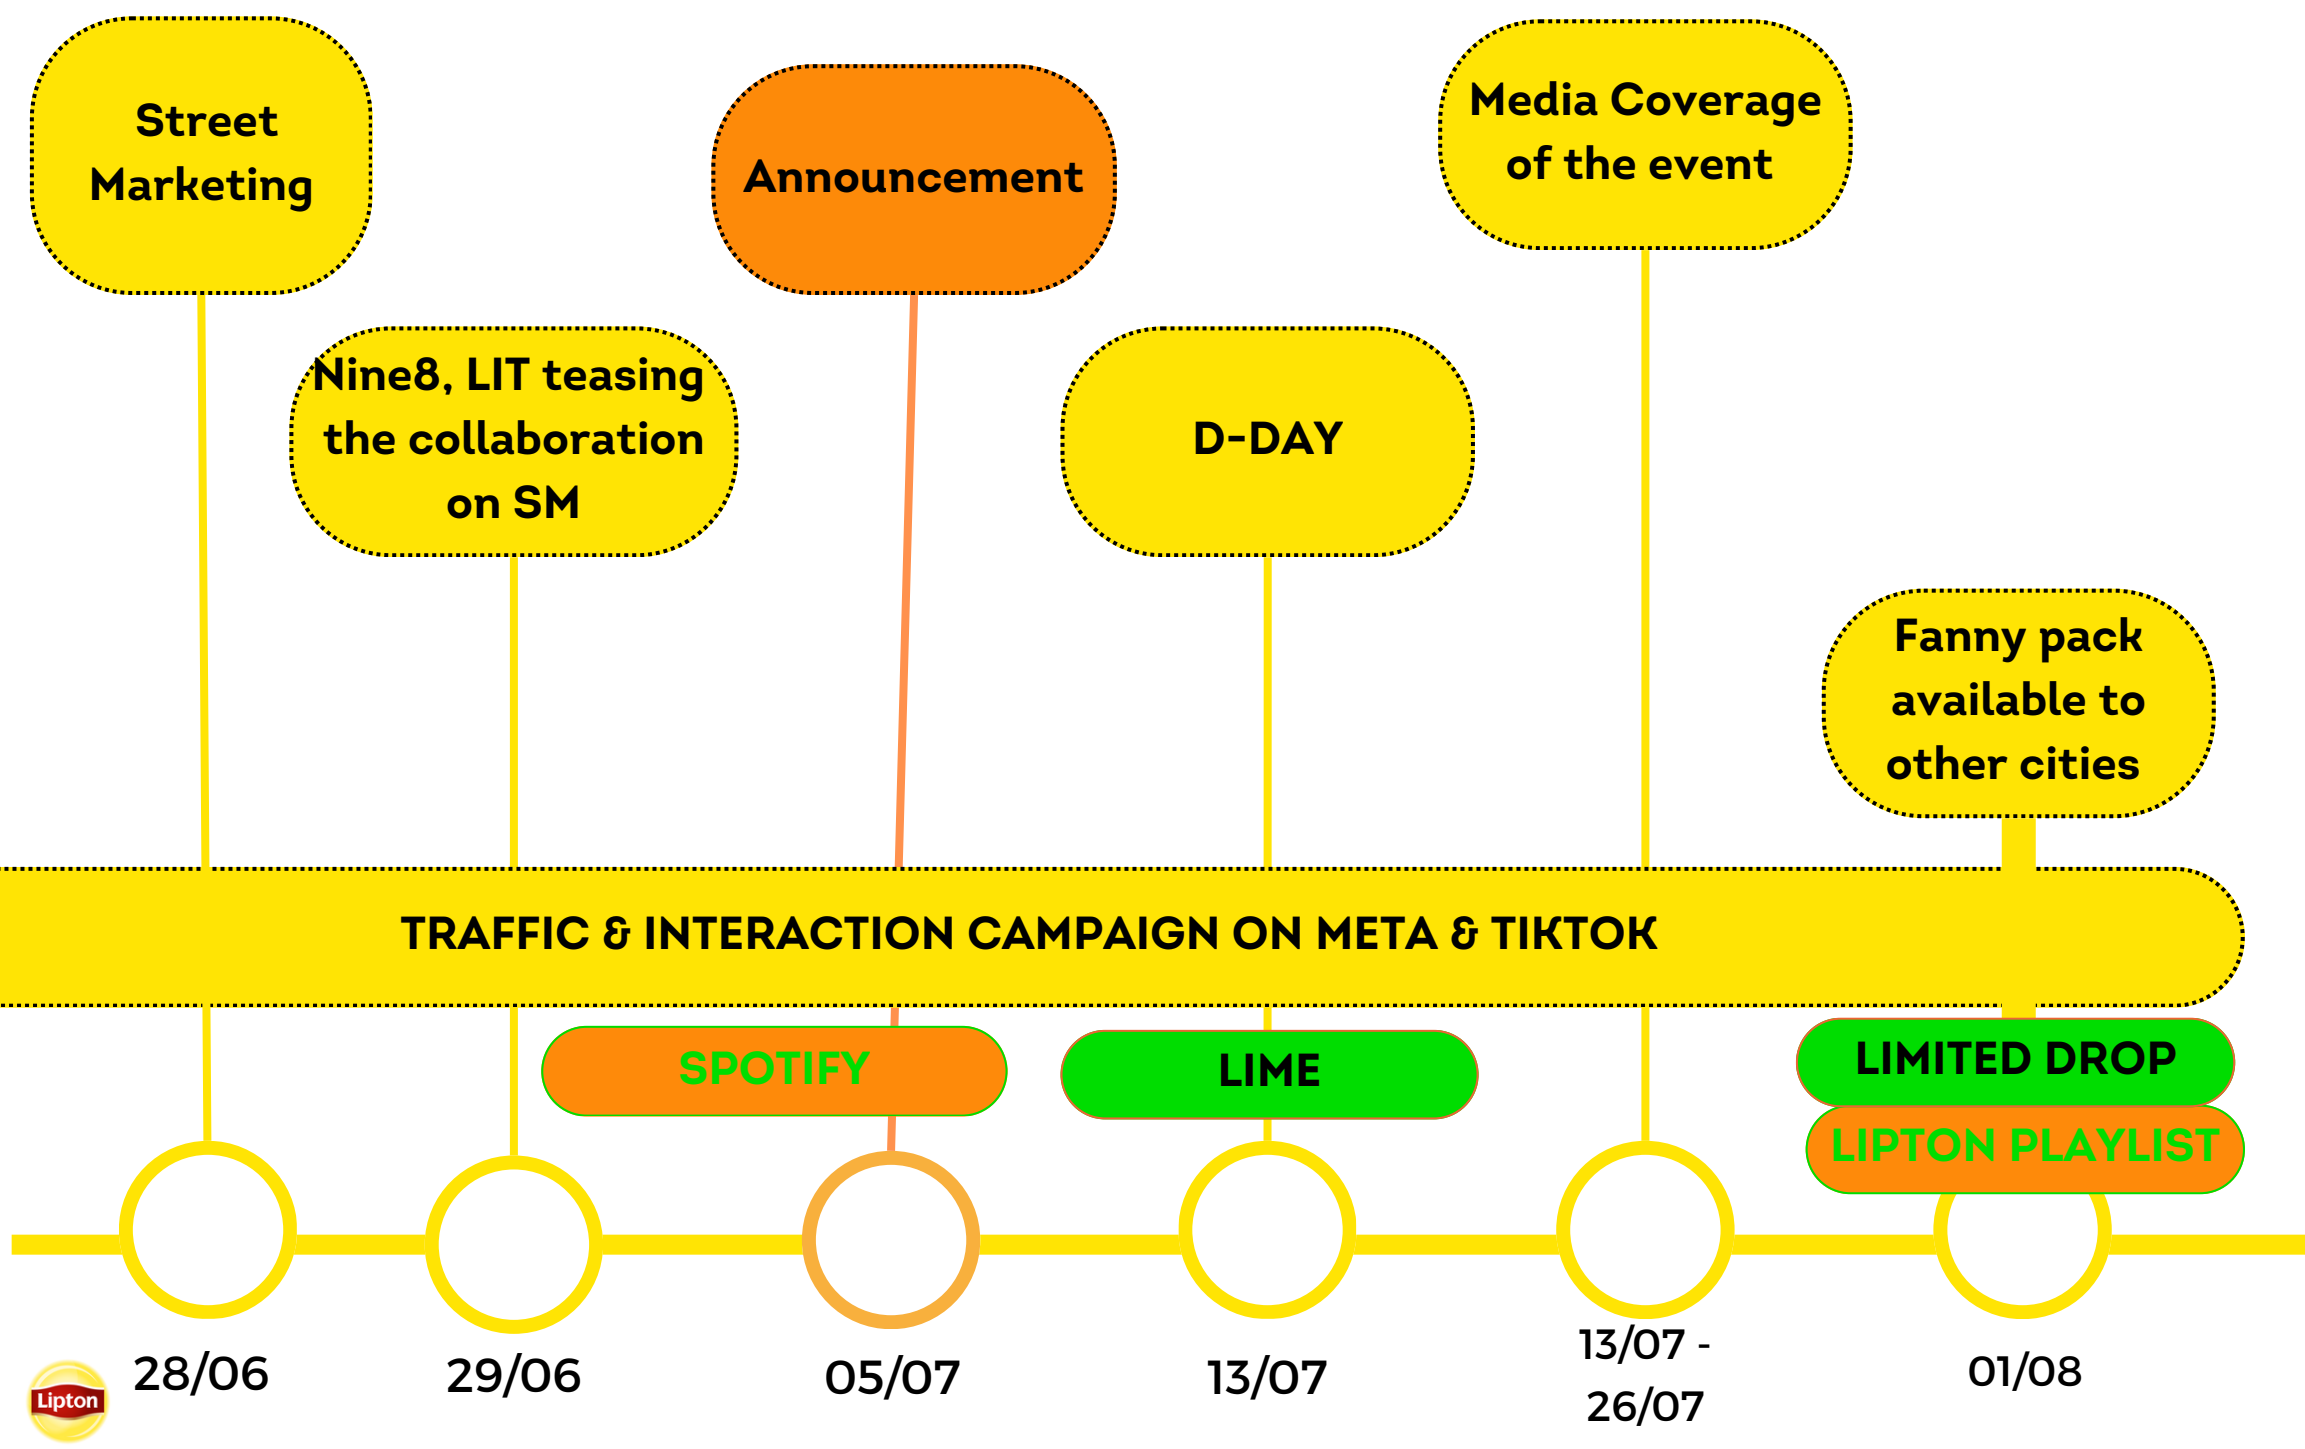 Street
Marketing
Nine8, LIT teasing
the collaboration
on SM
Announcement
D-DAY
Media Coverage
of the event
Fanny pack
available to
other cities
TRAFFIC & INTERACTION CAMPAIGN ON META & TIKTOK
SPOTIFY
LIME
LIMITED DROP
LIPTON PLAYLIST
28/06
29/06
05/07
13/07
13/07 -
26/07
01/08
Lipton